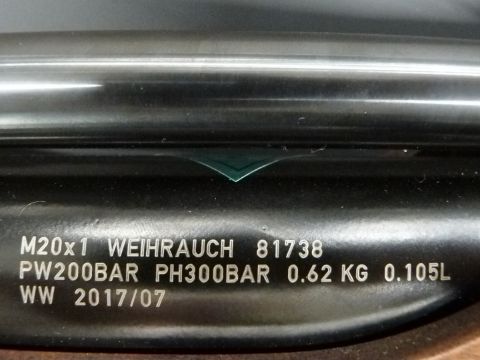 M20x1 WEIHRAUCH 81738
PW200BAR PH300BAR 0.62 KG 0.105L
WW 2017/07